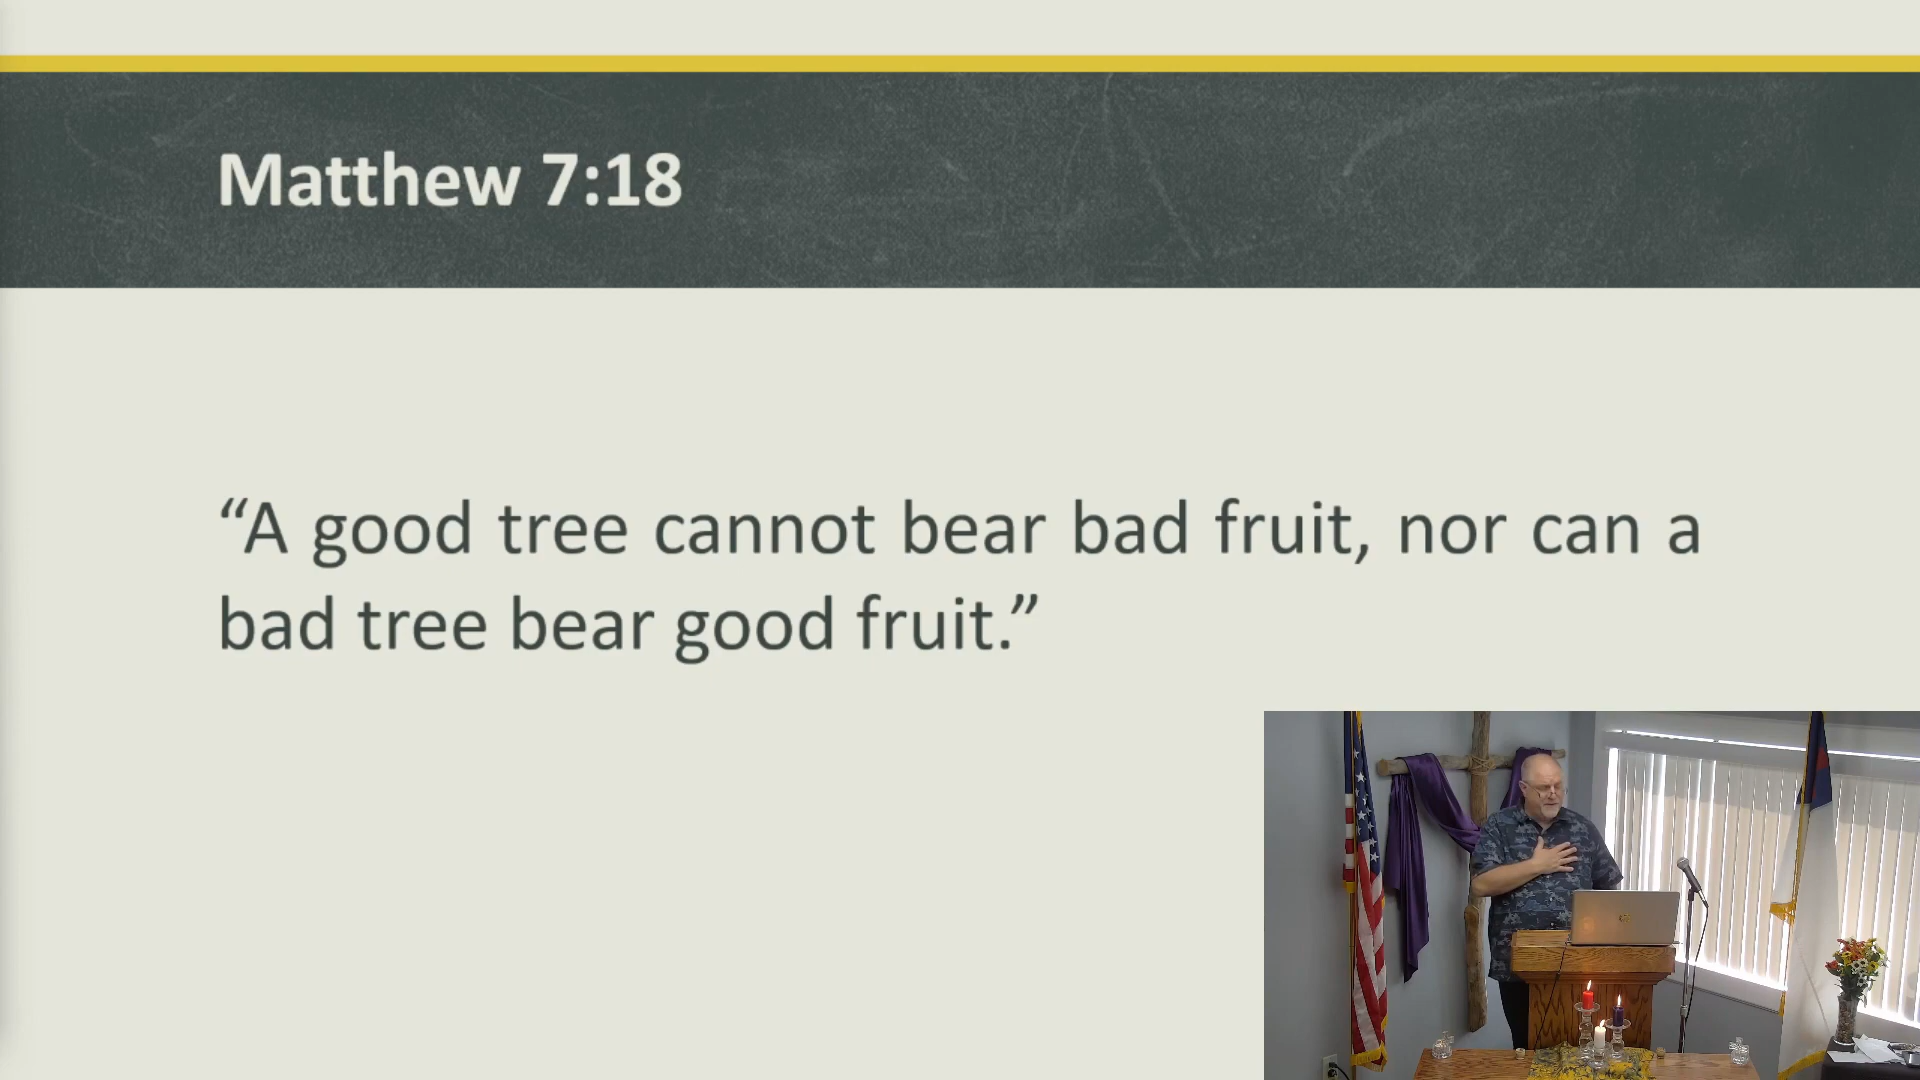 Matthew 7:18
“A good tree cannot bear bad fruit, nor can a
bad tree bear good fruit.”